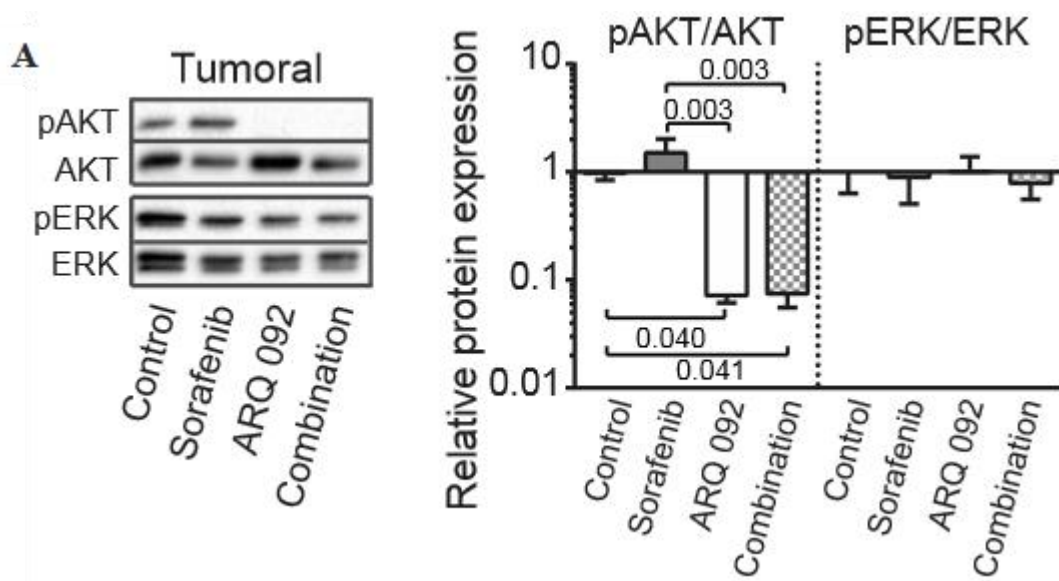 A
Tumoral
pAKT
AKT
pERK
ERK
Control
Sorafenib
ARQ 092
Combination
Relative protein expression
pAKT/AKT
pERK/ERK
10
1
0.1
0.01
0.003
0.003
0.040
0.041
Control
Sorafenib
ARQ 092
Combination
Control
Sorafenib
ARQ 092
Combination